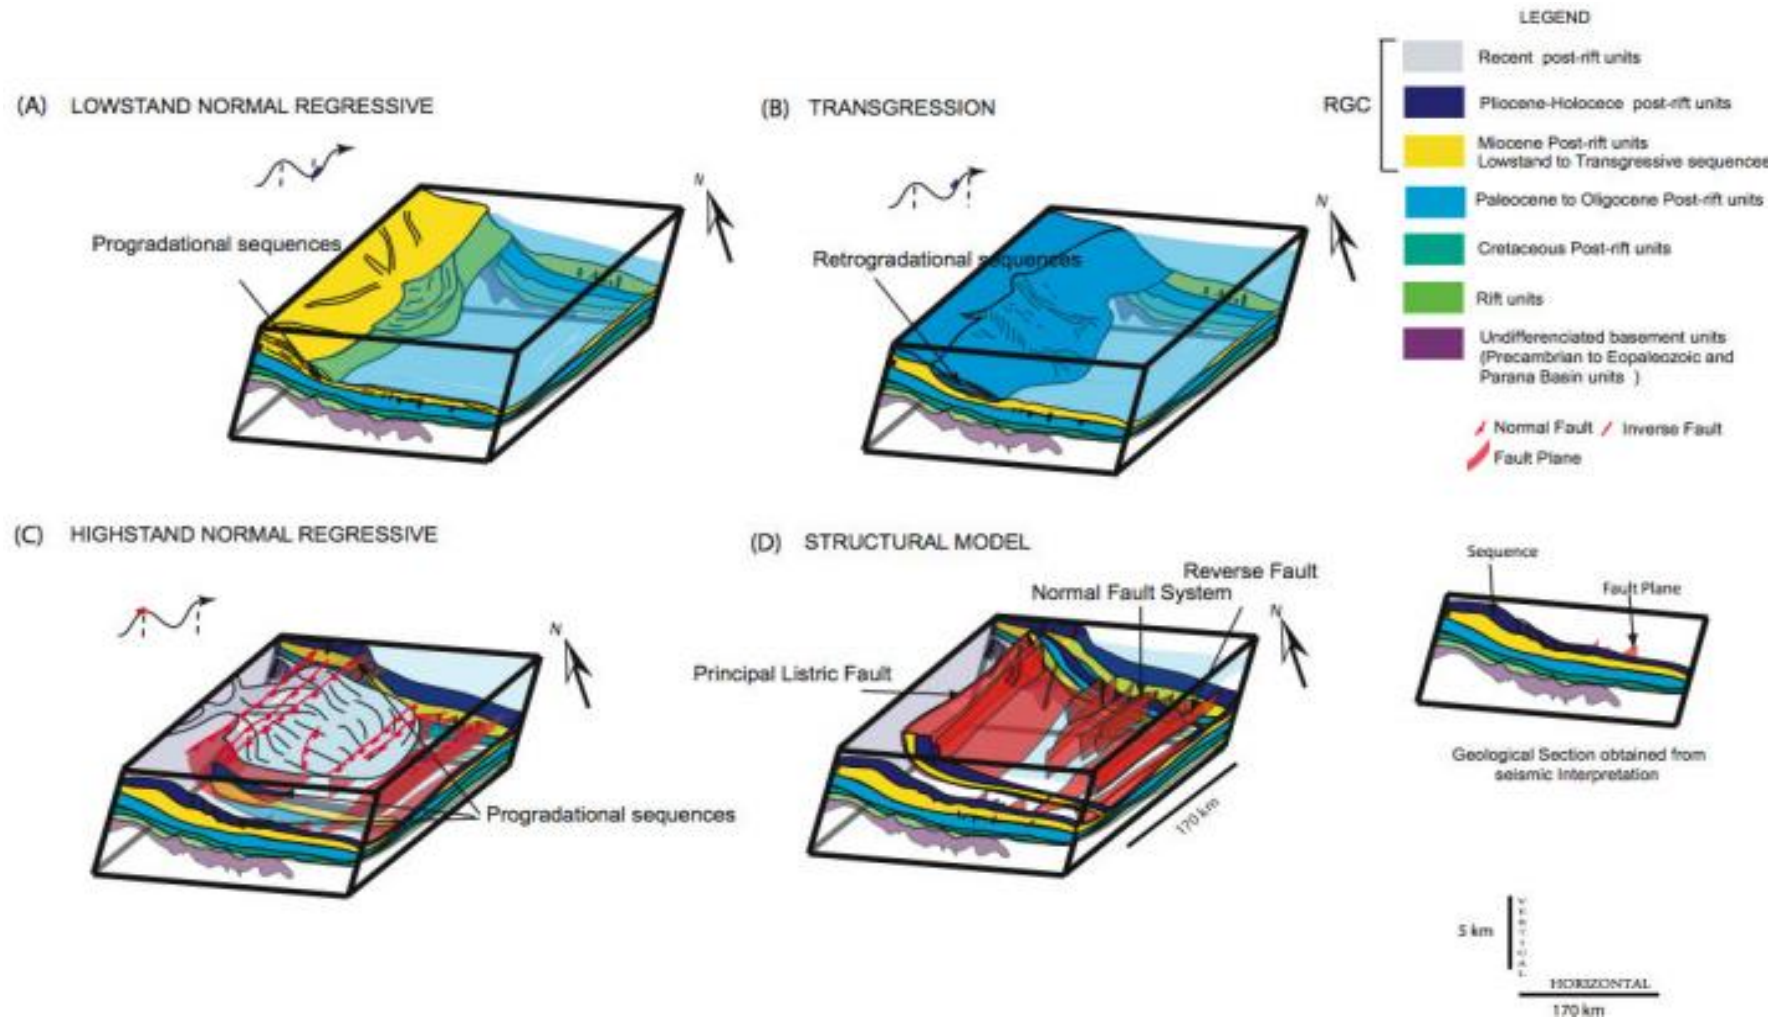 LEGEND
Recent post-rift units
RGC
Pliocene-Holocece post-rift units
Miocene Post-rift units
Lowstand to Transgressive sequences
Paleocene to Oligocene Post-rift units
Cretaceous Post-rift units
Rift units
Undifferenciated basement units
(Precambrian to Eopaleozoic and
Parana Basin units )
Normal Fault
Inverse Fault
Fault Plane
(A) LOWSTAND NORMAL REGRESSIVE
N
Progradational sequences
(B) TRANSGRESSION
N
Retrogradational sequences
(C) HIGHSTAND NORMAL REGRESSIVE
N
Progradational sequences
(D) STRUCTURAL MODEL
Reverse Fault
Normal Fault System
N
Principal Listric Fault
170 km
Sequence
Fault Plane
Geological Section obtained from
seismic Interpretation
5 km
VERTICAL
HORIZONTAL
170 km